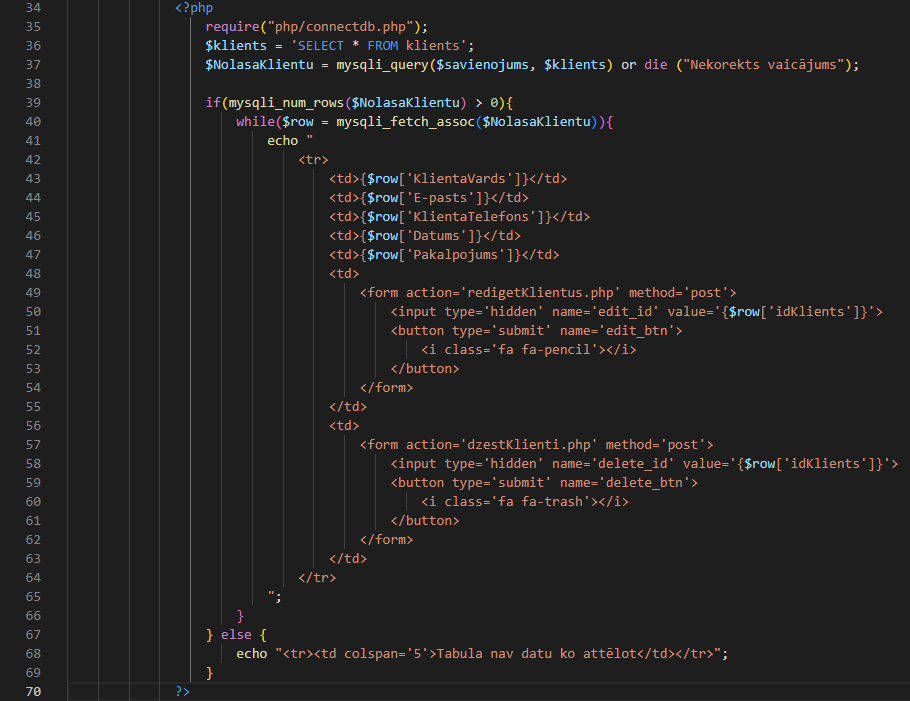 34 <?php
35 require("php/connectdb.php");
36 $klients = 'SELECT * FROM klients';
37 $NolasaKlientu = mysqli_query($savienojums, $klients) or die ("Nekorekts vaicājums");
38
39 if(mysqli_num_rows($NolasaKlientu) > 0){
40 while($row = mysqli_fetch_assoc($NolasaKlientu)){
41 echo "
42 <tr>
43 <td>{$row['KlientaVards']}</td>
44 <td>{$row['E-pasts']}</td>
45 <td>{$row['KlientaTelefons']}</td>
46 <td>{$row['Datums']}</td>
47 <td>{$row['Pakalpojums']}</td>
48 <td>
49 <form action='redigetKlientus.php' method='post'>
50 <input type='hidden' name='edit_id' value='{$row['idKlients']}'>
51 <button type='submit' name='edit_btn'>
52 <i class='fa fa-pencil'></i>
53 </button>
54 </form>
55 </td>
56 <td>
57 <form action='dzestKlienti.php' method='post'>
58 <input type='hidden' name='delete_id' value='{$row['idKlients']}'>
59 <button type='submit' name='delete_btn'>
60 <i class='fa fa-trash'></i>
61 </button>
62 </form>
63 </td>
64 </tr>
65 ";
66 }
67 } else {
68 echo "<tr><td colspan='5'>Tabula nav datu ko attēlot</td></tr>";
69 }
70 ?>